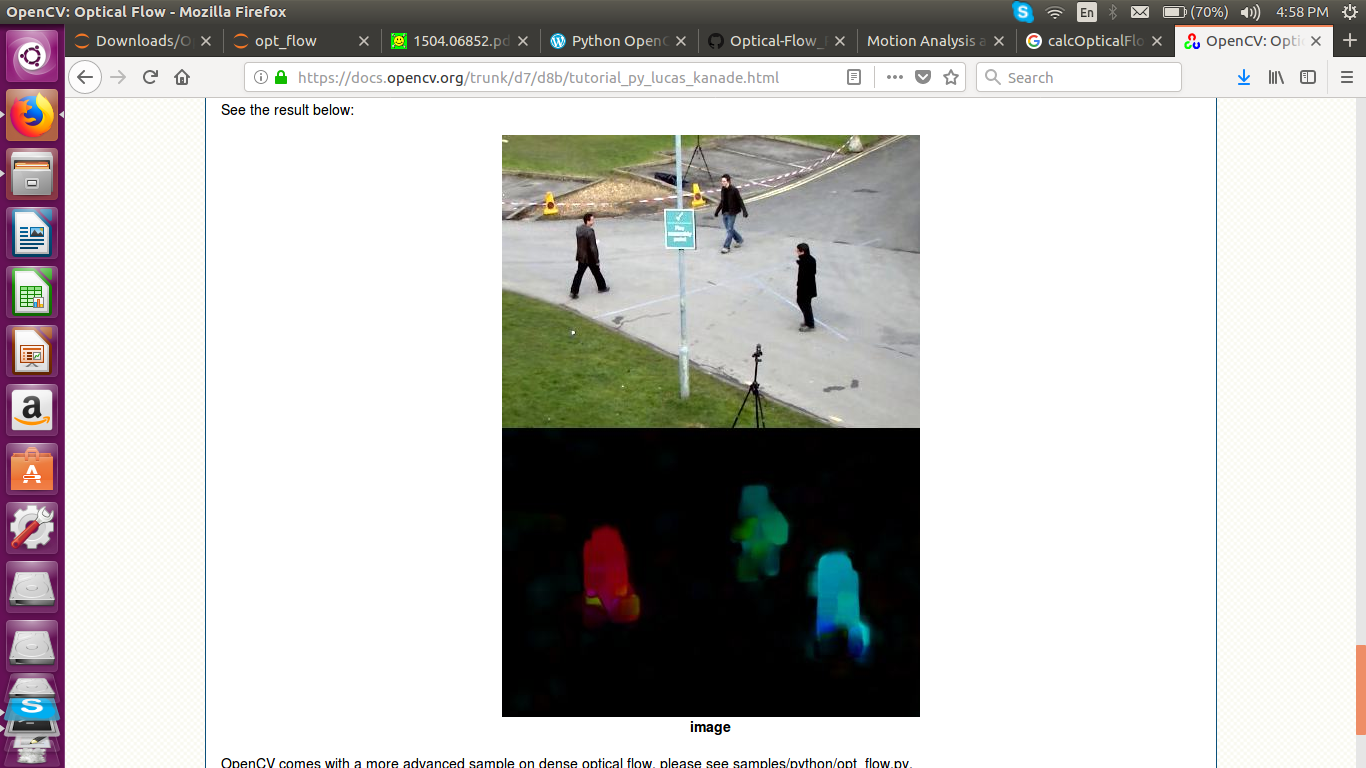 OpenCV: Optical Flow - Mozilla Firefox
En
(70%)
4:58 PM
Downloads/O
opt_flow
1504.06852.pd
Python OpenC
Optical-Flow_
Motion Analysis a
calcOpticalFlo
OpenCV: Opti
https://docs.opencv.org/trunk/d7/d8b/tutorial_py_lucas_kanade.html
Search
See the result below:
image
OpenCV comes with a more advanced sample on dense optical flow, please see samples/python/opt_flow.py.